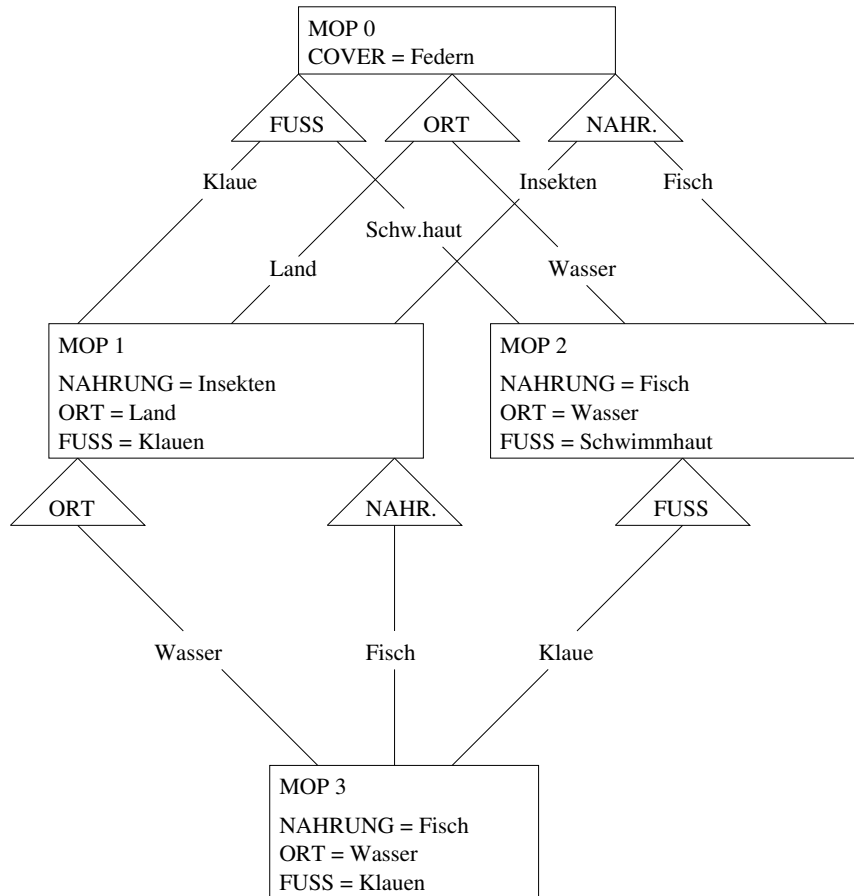 MOP 0
COVER = Federn
FUSS
ORT
NAHR.
Klaue
Insekten
Fisch
Schw.haut
Land
Wasser
MOP 1
NAHRUNG = Insekten
ORT = Land
FUSS = Klauen
MOP 2
NAHRUNG = Fisch
ORT = Wasser
FUSS = Schwimmhaut
ORT
NAHR.
FUSS
Wasser
Fisch
Klaue
MOP 3
NAHRUNG = Fisch
ORT = Wasser
FUSS = Klauen